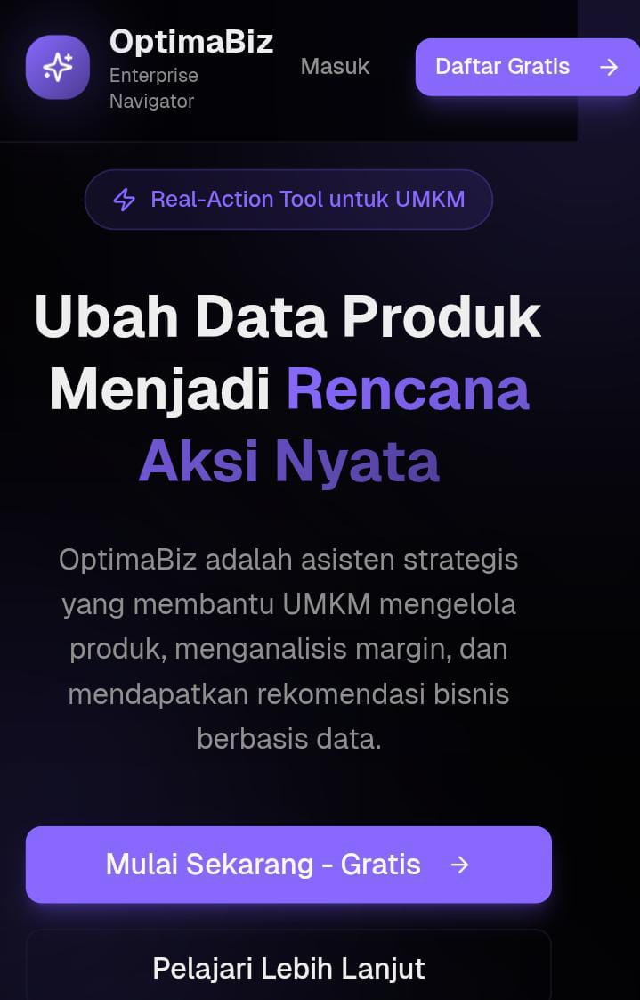 OptimaBiz
Enterprise
Navigator
Masuk
Daftar Gratis
Real-Action Tool untuk UMKM
Ubah Data Produk
Menjadi Rencana
Aksi Nyata
OptimaBiz adalah asisten strategis
yang membantu UMKM mengelola
produk, menganalisis margin, dan
mendapatkan rekomendasi bisnis
berbasis data.
Mulai Sekarang - Gratis
Pelajari Lebih Lanjut